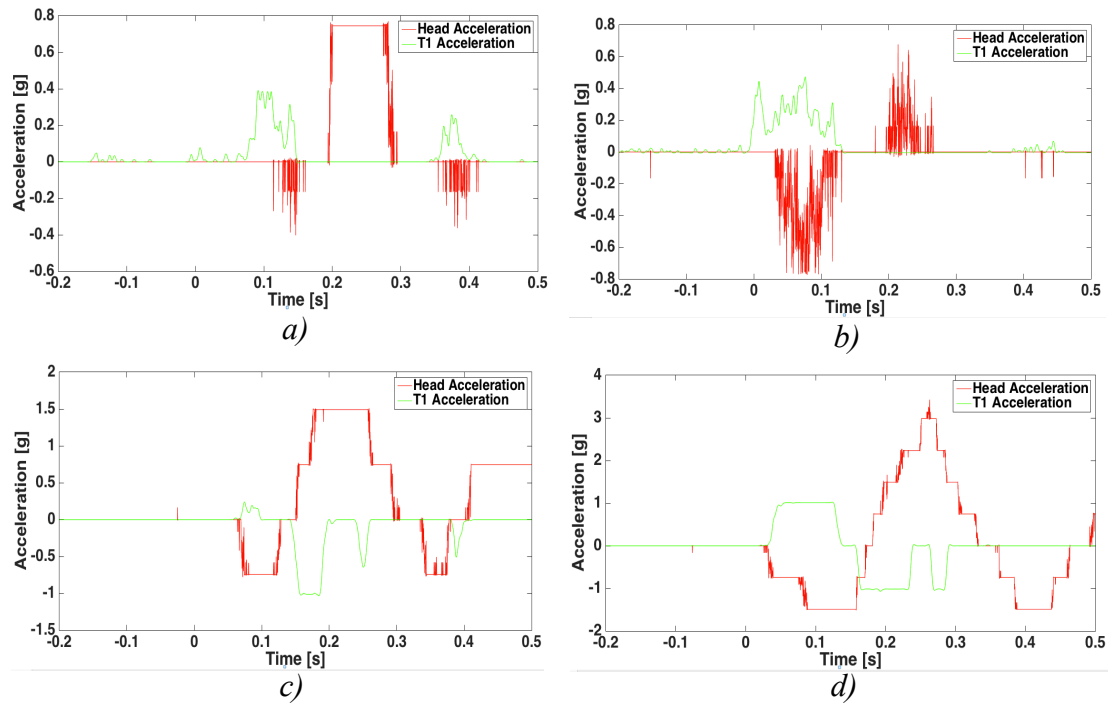 0.8
0.6
0.4
0.2
0
-0.2
-0.4
-0.6
Acceleration [g]
-0.2 -0.1 0 0.1 0.2 0.3 0.4 0.5
Time [s]
Head Acceleration
T1 Acceleration
a)
0.8
0.6
0.4
0.2
0
-0.2
-0.4
-0.6
-0.8
Acceleration [g]
-0.2 -0.1 0 0.1 0.2 0.3 0.4 0.5
Time [s]
Head Acceleration
T1 Acceleration
b)
2
1.5
1
0.5
0
-0.5
-1
-1.5
Acceleration [g]
-0.2 -0.1 0 0.1 0.2 0.3 0.4 0.5
Time [s]
Head Acceleration
T1 Acceleration
c)
4
3
2
1
0
-1
-2
Acceleration [g]
-0.2 -0.1 0 0.1 0.2 0.3 0.4 0.5
Time [s]
Head Acceleration
T1 Acceleration
d)